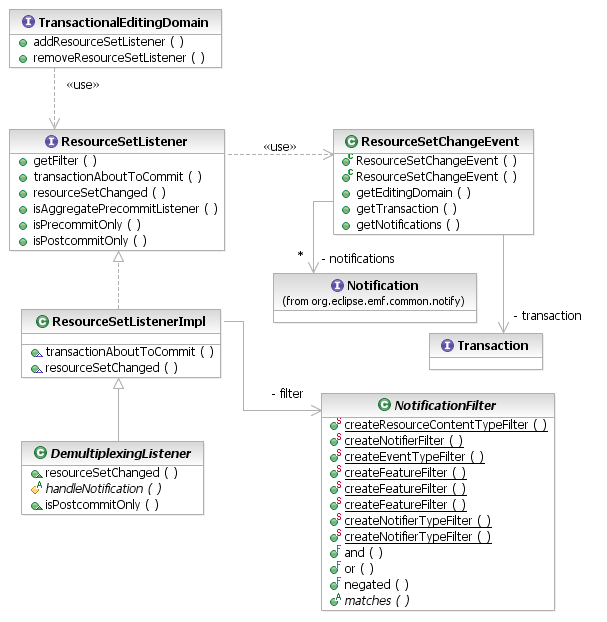 TransactionalEditingDomain
addResourceSetListener ( )
removeResourceSetListener ( )
«use»
ResourceSetListener
getFilter ( )
transactionAboutToCommit ( )
resourceSetChanged ( )
isAggregatePrecommitListener ( )
isPrecommitOnly ( )
isPostcommitOnly ( )
«use»
ResourceSetChangeEvent
ResourceSetChangeEvent ( )
ResourceSetChangeEvent ( )
getEditingDomain ( )
getTransaction ( )
getNotifications ( )
*
- notifications
Notification
(from org.eclipse.emf.common.notify)
- transaction
Transaction
ResourceSetListenerImpl
transactionAboutToCommit ( )
resourceSetChanged ( )
- filter
DemultiplexingListener
resourceSetChanged ( )
handleNotification ( )
isPostcommitOnly ( )
NotificationFilter
createResourceContentTypeFilter ( )
createNotifierFilter ( )
createEventTypeFilter ( )
createFeatureFilter ( )
createFeatureFilter ( )
createFeatureFilter ( )
createNotifierTypeFilter ( )
createNotifierTypeFilter ( )
and ( )
or ( )
negated ( )
matches ( )